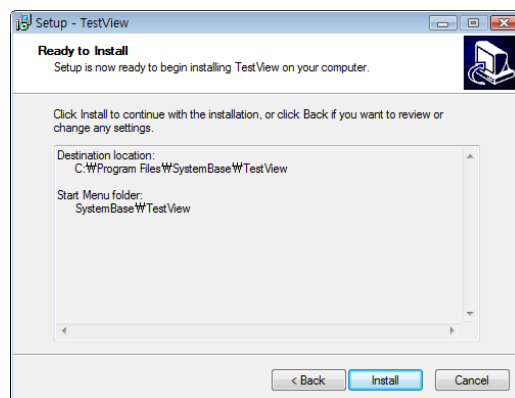 Setup - TestView
Ready to Install
Setup is now ready to begin installing TestView on your computer.
Click Install to continue with the installation, or click Back if you want to review or
change any settings.
Destination location:
C:₩Program Files₩SystemBase₩TestView
Start Menu folder:
SystemBase₩TestView
< Back
Install
Cancel